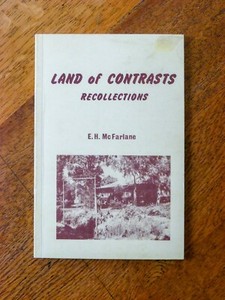 LAND of CONTRASTS
RECOLLECTIONS
E.H. McFarlane